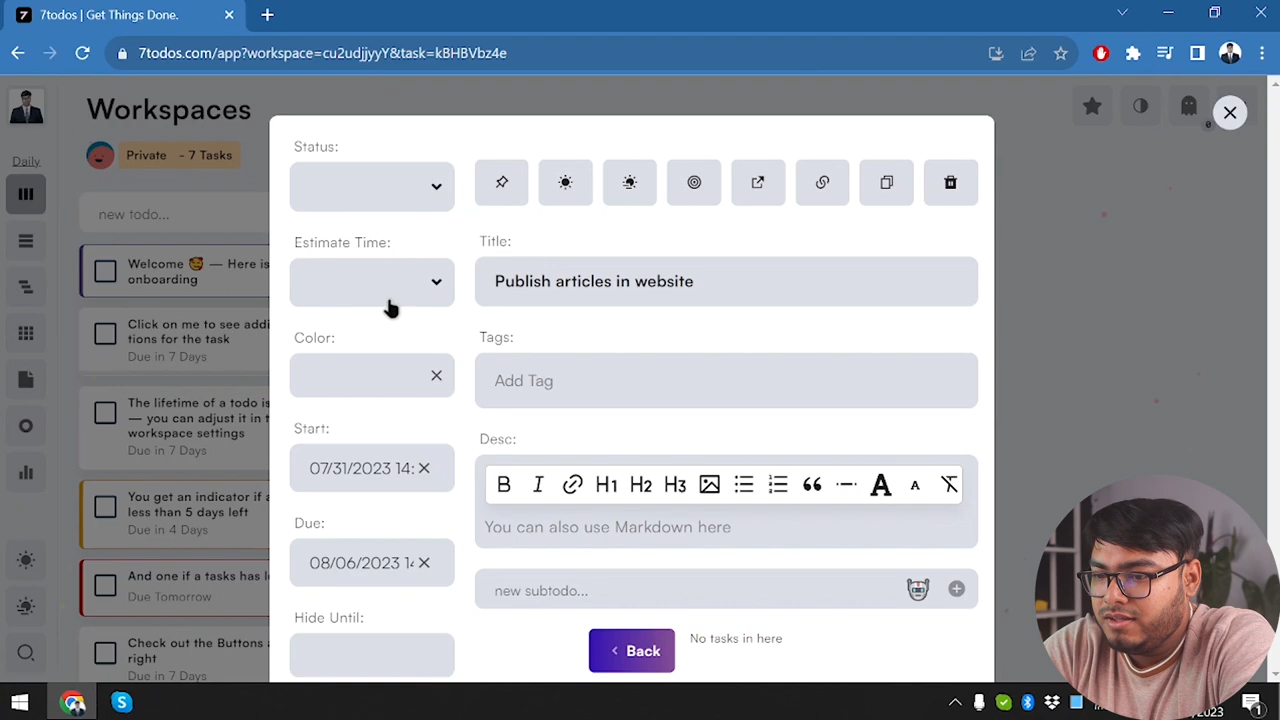 7todos | Get Things Done.
7todos.com/app?workspace=cu2udjjyyY&task=kBHBVbz4e
Workspaces
Private - 7 Tasks
Daily
new todo...
Welcome 🥰 — Here is
onboarding
Click on me to see addi
tions for the task
Due in 7 Days
The lifetime of a todo is
— you can adjust it in t
workspace settings
Due in 7 Days
You get an indicator if a
less than 5 days left
Due in 4 Days
And one if a tasks has le
Due Tomorrow
Check out the Buttons a
right
Due in 7 Days
Status:
Estimate Time:
Color:
Start:
07/31/2023 14:
Due:
08/06/2023 14
Hide Until:
Title:
Publish articles in website
Tags:
Add Tag
Desc:
B I H1 H2 H3 A A T
You can also use Markdown here
new subtodo...
Back
No tasks in here
e
2023
1